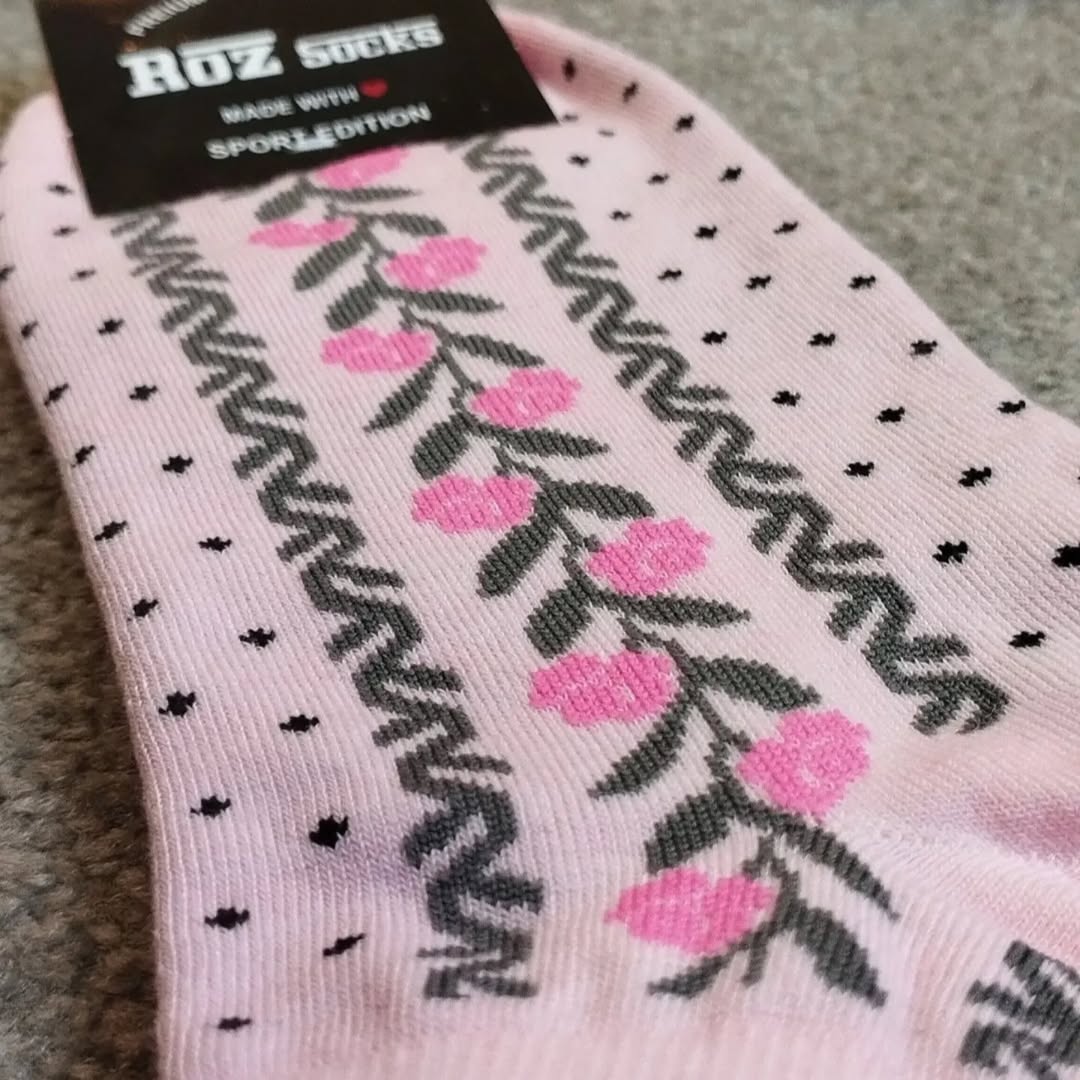 ROZ SOCKS
MADE WITH ❤
SPORT EDITION